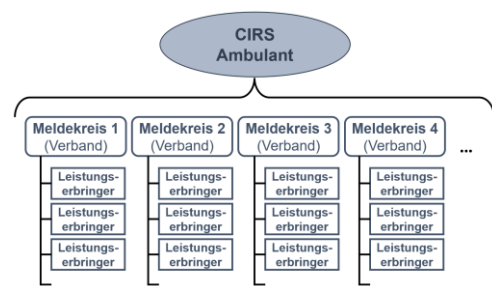 CIRS
Ambulant
Meldekreis 1
(Verband)
Meldekreis 2
(Verband)
Meldekreis 3
(Verband)
Meldekreis 4
(Verband)
...
Leistungs-
erbringer
Leistungs-
erbringer
Leistungs-
erbringer
Leistungs-
erbringer
Leistungs-
erbringer
Leistungs-
erbringer
Leistungs-
erbringer
Leistungs-
erbringer
Leistungs-
erbringer
Leistungs-
erbringer
Leistungs-
erbringer
Leistungs-
erbringer